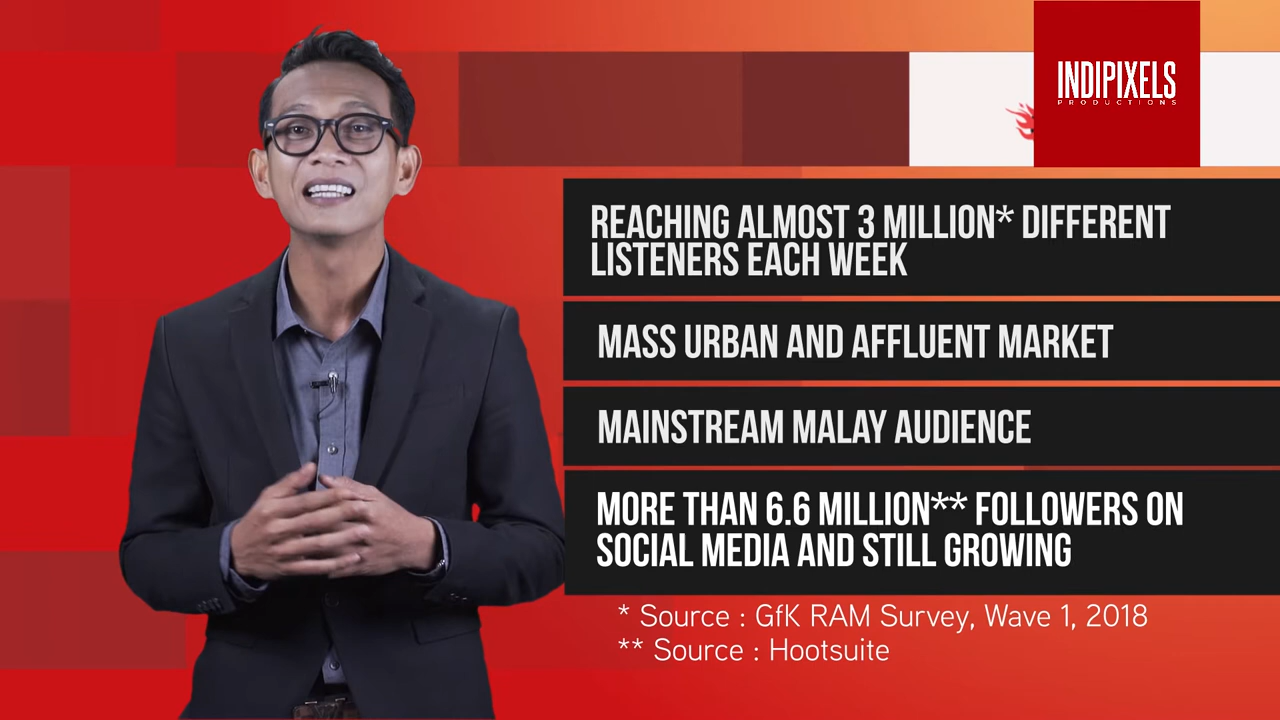 INDIPIXELS
PRODUCTIONS
REACHING ALMOST 3 MILLION* DIFFERENT
LISTENERS EACH WEEK
MASS URBAN AND AFFLUENT MARKET
MAINSTREAM MALAY AUDIENCE
MORE THAN 6.6 MILLION** FOLLOWERS ON
SOCIAL MEDIA AND STILL GROWING
* Source : GfK RAM Survey, Wave 1, 2018
** Source : Hootsuite